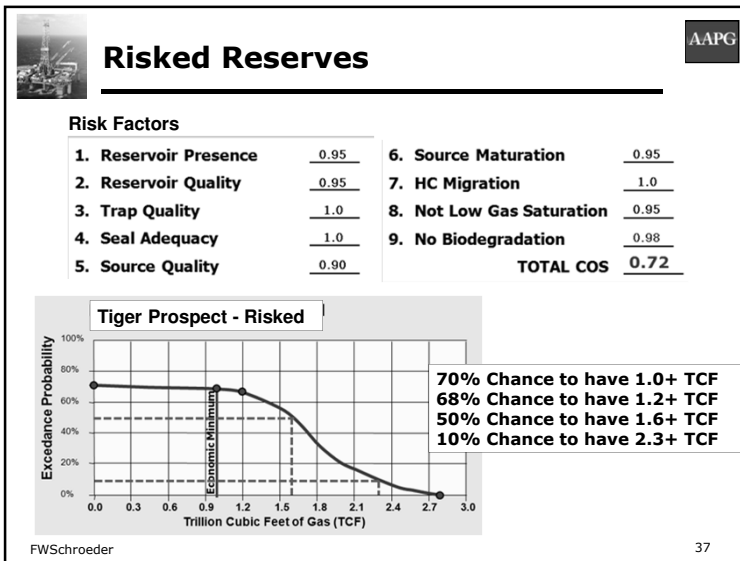 AAPG
Risked Reserves
Risk Factors
1. Reservoir Presence 0.95
2. Reservoir Quality 0.95
3. Trap Quality 1.0
4. Seal Adequacy 1.0
5. Source Quality 0.90
6. Source Maturation 0.95
7. HC Migration 1.0
8. Not Low Gas Saturation 0.95
9. No Biodegradation 0.98
TOTAL COS 0.72
Tiger Prospect - Risked
Excedance Probability
100%
80%
60%
40%
20%
0%
Economic Minimum
0.0 0.3 0.6 0.9 1.2 1.5 1.8 2.1 2.4 2.7 3.0
Trillion Cubic Feet of Gas (TCF)
70% Chance to have 1.0+ TCF
68% Chance to have 1.2+ TCF
50% Chance to have 1.6+ TCF
10% Chance to have 2.3+ TCF
FWSchroeder
37